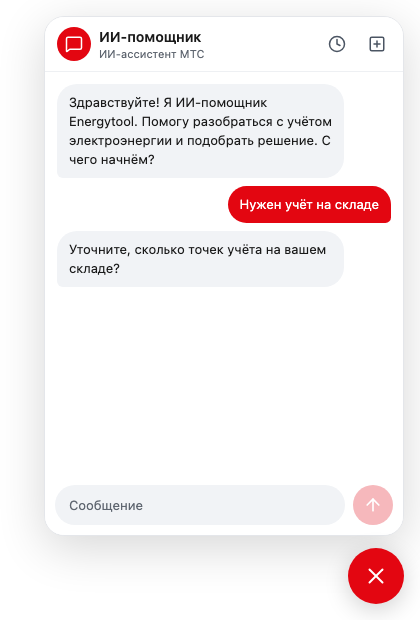 ИИ-помощник
ИИ-ассистент МТС
Здравствуйте! Я ИИ-помощник
Energytool. Помогу разобраться с учётом
электроэнергии и подобрать решение. С
чего начнём?
Нужен учёт на складе
Уточните, сколько точек учёта на вашем
складе?
Сообщение